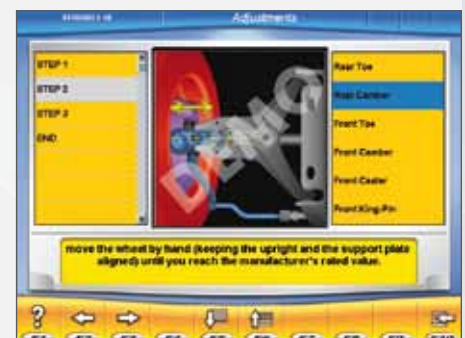 Adjustments
STEP 1
STEP 2
STEP 3
END
DEMO
Rear Toe
Rear Camber
Front Toe
Front Camber
Front Caster
Front King-Pin
move the wheel by hand (keeping the upright and the support plate
aligned) until you reach the manufacturer's rated value.
?